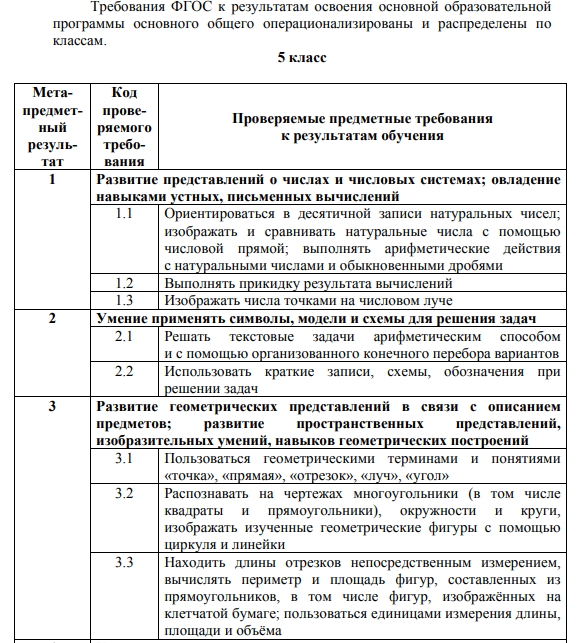 Требования ФГОС к результатам освоения основной образовательной
программы основного общего операционализированы и распределены по
классам.
5 класс
Мета-
предмет-
ный
резуль-
тат
Код
прове-
ряемого
требо-
вания
Проверяемые предметные требования
к результатам обучения
1
Развитие представлений о числах и числовых системах; овладение
навыками устных, письменных вычислений
1.1
Ориентироваться в десятичной записи натуральных чисел;
изображать и сравнивать натуральные числа с помощью
числовой прямой; выполнять арифметические действия
с натуральными числами и обыкновенными дробями
1.2
Выполнять прикидку результата вычислений
1.3
Изображать числа точками на числовом луче
2
Умение применять символы, модели и схемы для решения задач
2.1
Решать текстовые задачи арифметическим способом
и с помощью организованного конечного перебора вариантов
2.2
Использовать краткие записи, схемы, обозначения при
решении задач
3
Развитие геометрических представлений в связи с описанием
предметов; развитие пространственных представлений,
изобразительных умений, навыков геометрических построений
3.1
Пользоваться геометрическими терминами и понятиями
«точка», «прямая», «отрезок», «луч», «угол»
3.2
Распознавать на чертежах многоугольники (в том числе
квадраты и прямоугольники), окружности и круги,
изображать изученные геометрические фигуры с помощью
циркуля и линейки
3.3
Находить длины отрезков непосредственным измерением,
вычислять периметр и площадь фигур, составленных из
прямоугольников, в том числе фигур, изображённых на
клетчатой бумаге; пользоваться единицами измерения длины,
площади и объёма